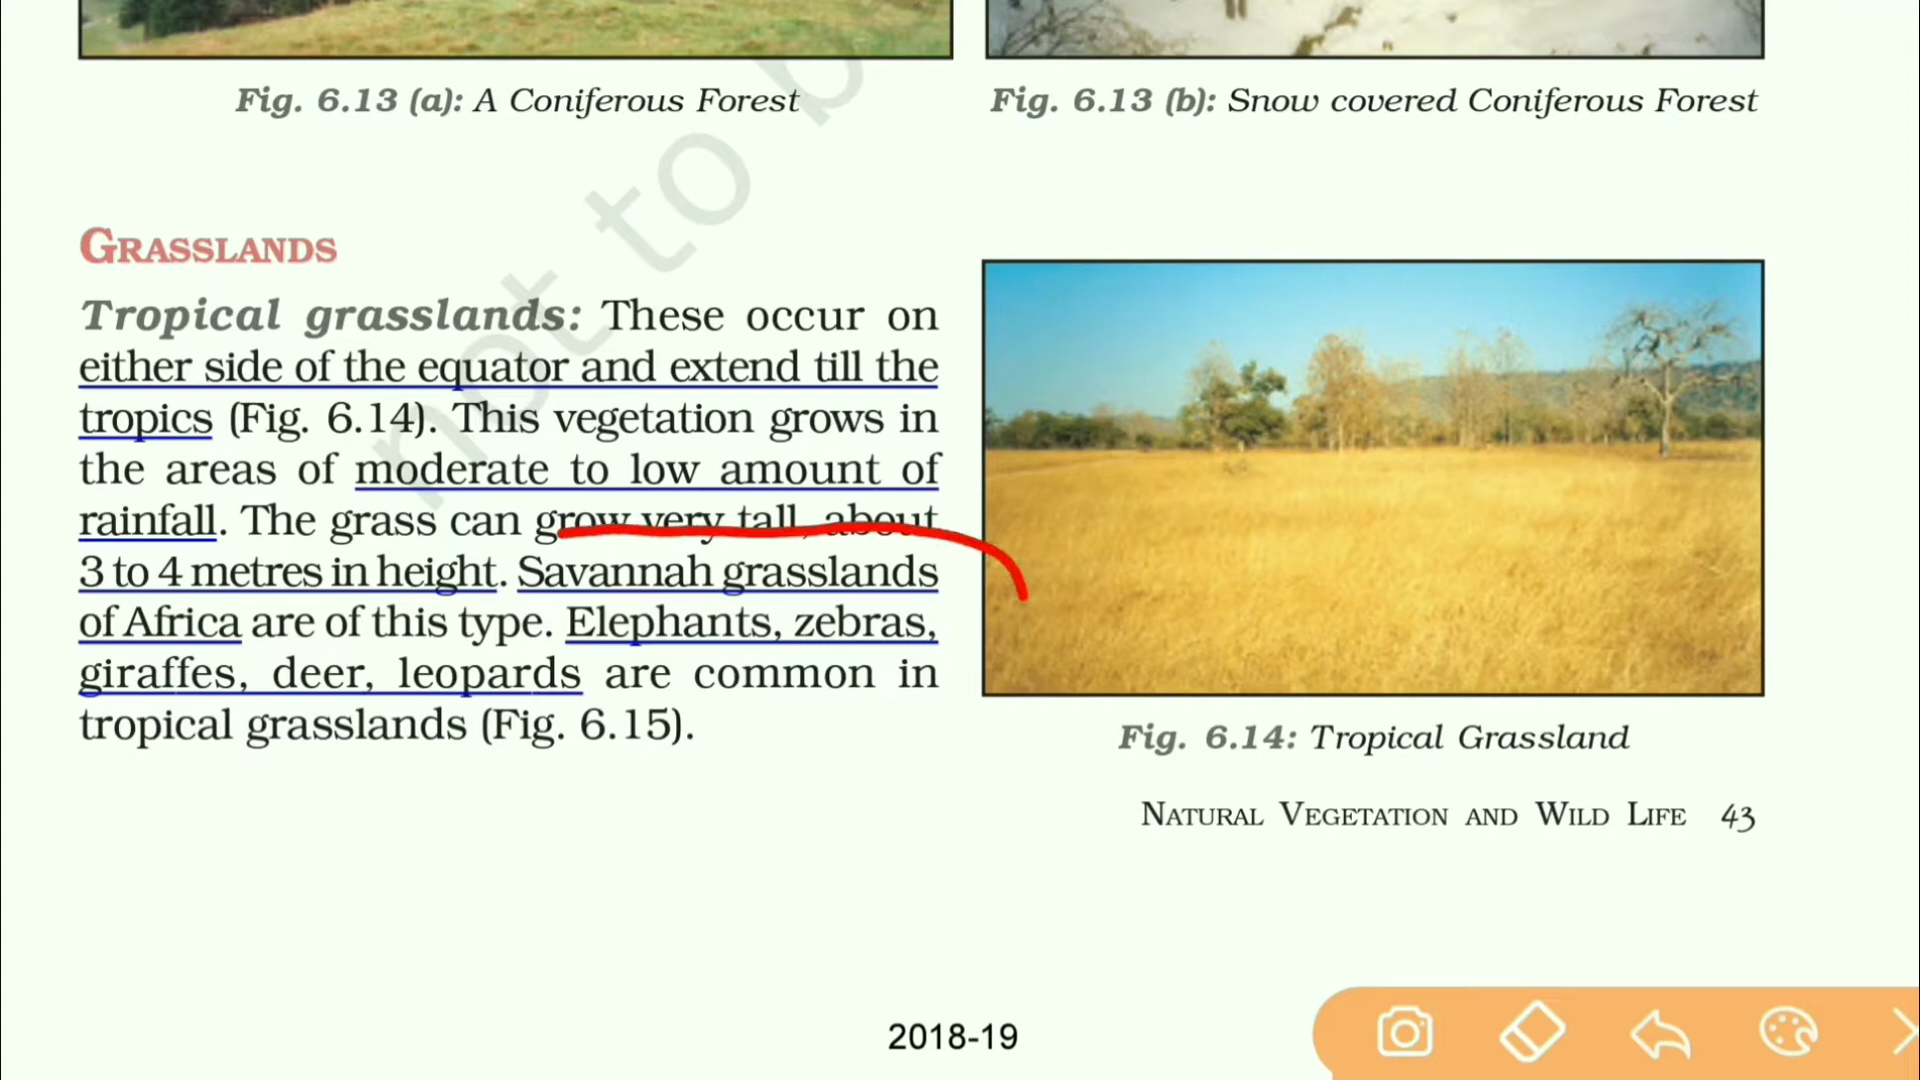 Fig. 6.13 (a): A Coniferous Forest
Fig. 6.13 (b): Snow covered Coniferous Forest
not to b
GRASSLANDS
Tropical grasslands: These occur on
either side of the equator and extend till the
tropics (Fig. 6.14). This vegetation grows in
the areas of moderate to low amount of
rainfall. The grass can grow very tall, about
3 to 4 metres in height. Savannah grasslands
of Africa are of this type. Elephants, zebras,
giraffes, deer, leopards are common in
tropical grasslands (Fig. 6.15).
Fig. 6.14: Tropical Grassland
NATURAL VEGETATION AND WILD LIFE 43
2018-19